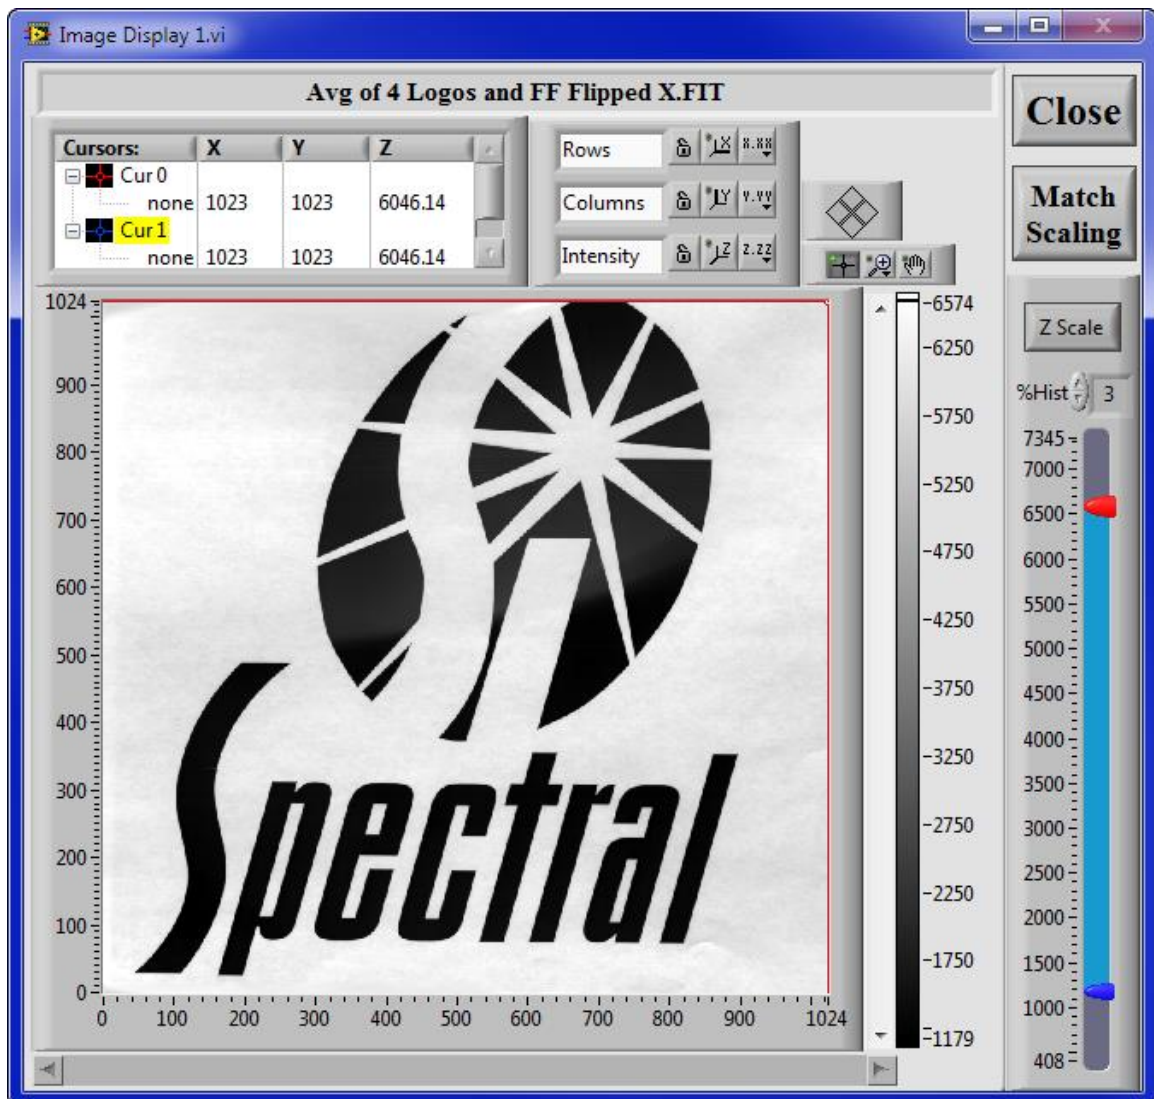 Image Display 1.vi
Avg of 4 Logos and FF Flipped X.FIT
Close
Cursors: X Y Z
Cur 0
none 1023 1023 6046.14
Cur 1
none 1023 1023 6046.14
Rows X X.XX
Columns Y Y.YY
Intensity Z Z.ZZ
Match
Scaling
Z Scale
%Hist 3
1024
900
800
700
600
500
400
300
200
100
0
0 100 200 300 400 500 600 700 800 900 1024
Spectral
6574
6250
5750
5250
4750
4250
3750
3250
2750
2250
1750
1179
7345
7000
6500
6000
5500
5000
4500
4000
3500
3000
2500
2000
1500
1000
408